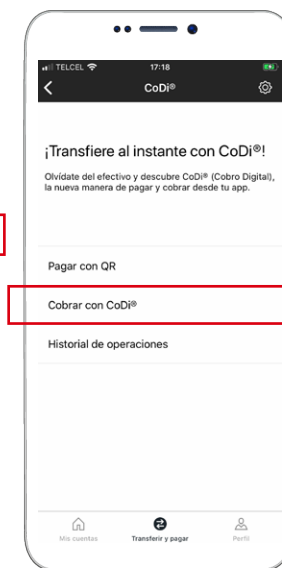 TELCEL 17:18
CoDi®
¡Transfiere al instante con CoDi®!
Olvídate del efectivo y descubre CoDi® (Cobro Digital),
la nueva manera de pagar y cobrar desde tu app.
Pagar con QR
Cobrar con CoDi®
Historial de operaciones
Mis cuentas Transferir y pagar Perfil